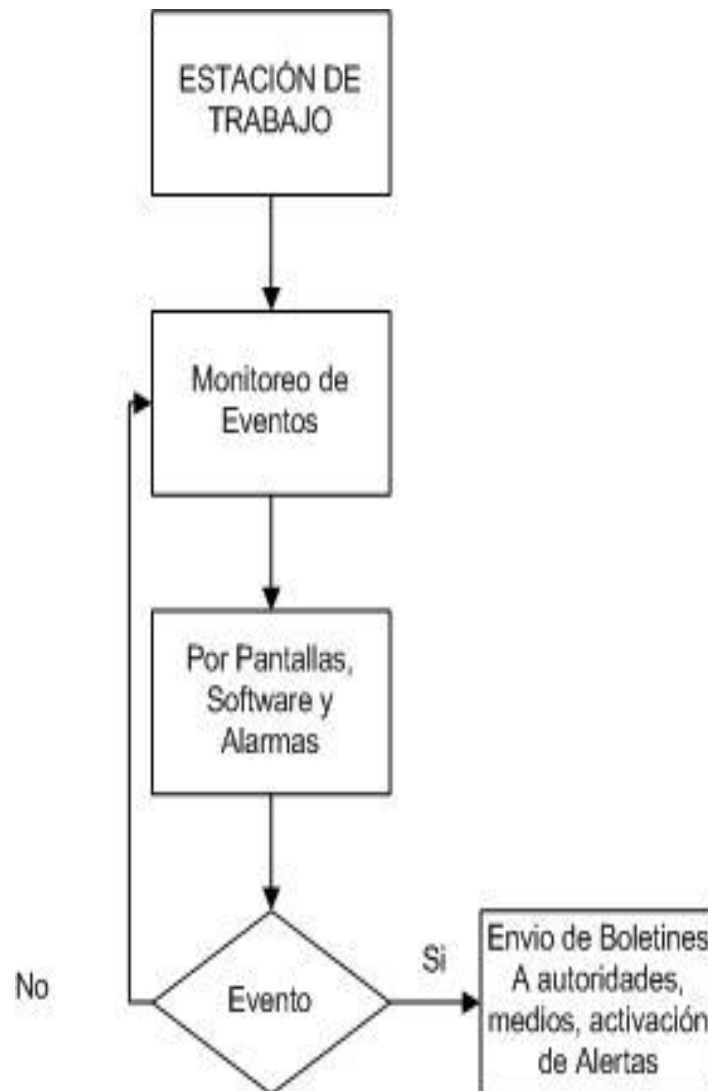 ESTACIÓN DE
TRABAJO
Monitoreo de
Eventos
Por Pantallas,
Software y
Alarmas
No
Evento
Si
Envio de Boletines
A autoridades,
medios, activación
de Alertas